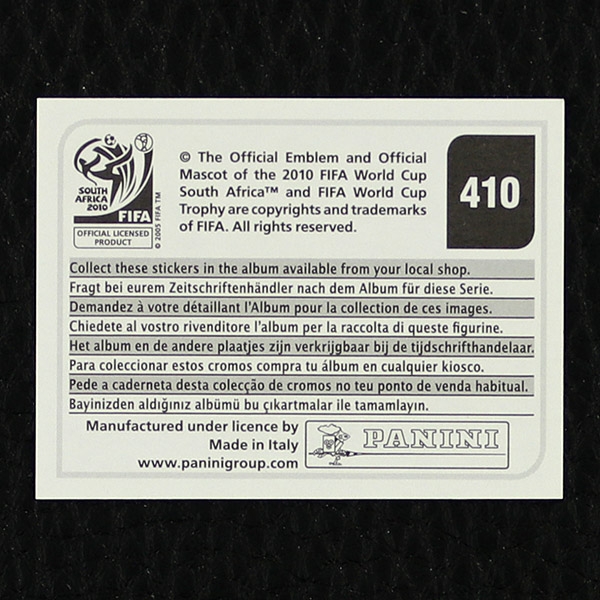 SOUTH
AFRICA
2010
FIFA
OFFICIAL LICENSED
PRODUCT
© 2005 FIFA TM
© The Official Emblem and Official
Mascot of the 2010 FIFA World Cup
South Africa™ and FIFA World Cup
Trophy are copyrights and trademarks
of FIFA. All rights reserved.
410
Collect these stickers in the album available from your local shop.
Fragt bei eurem Zeitschriftenhändler nach dem Album für diese Serie.
Demandez à votre détaillant l'Album pour la collection de ces images.
Chiedete al vostro rivenditore l'album per la raccolta di queste figurine.
Het album en de andere plaatjes zijn verkrijgbaar bij de tijdschrifthandelaar.
Para coleccionar estos cromos compra tu álbum en cualquier kiosco.
Pede a caderneta desta colecção de cromos no teu ponto de venda habitual.
Bayinizden aldığınız albümü bu çıkartmalar ile tamamlayın.
Manufactured under licence by
Made in Italy
www.paninigroup.com
PANINI